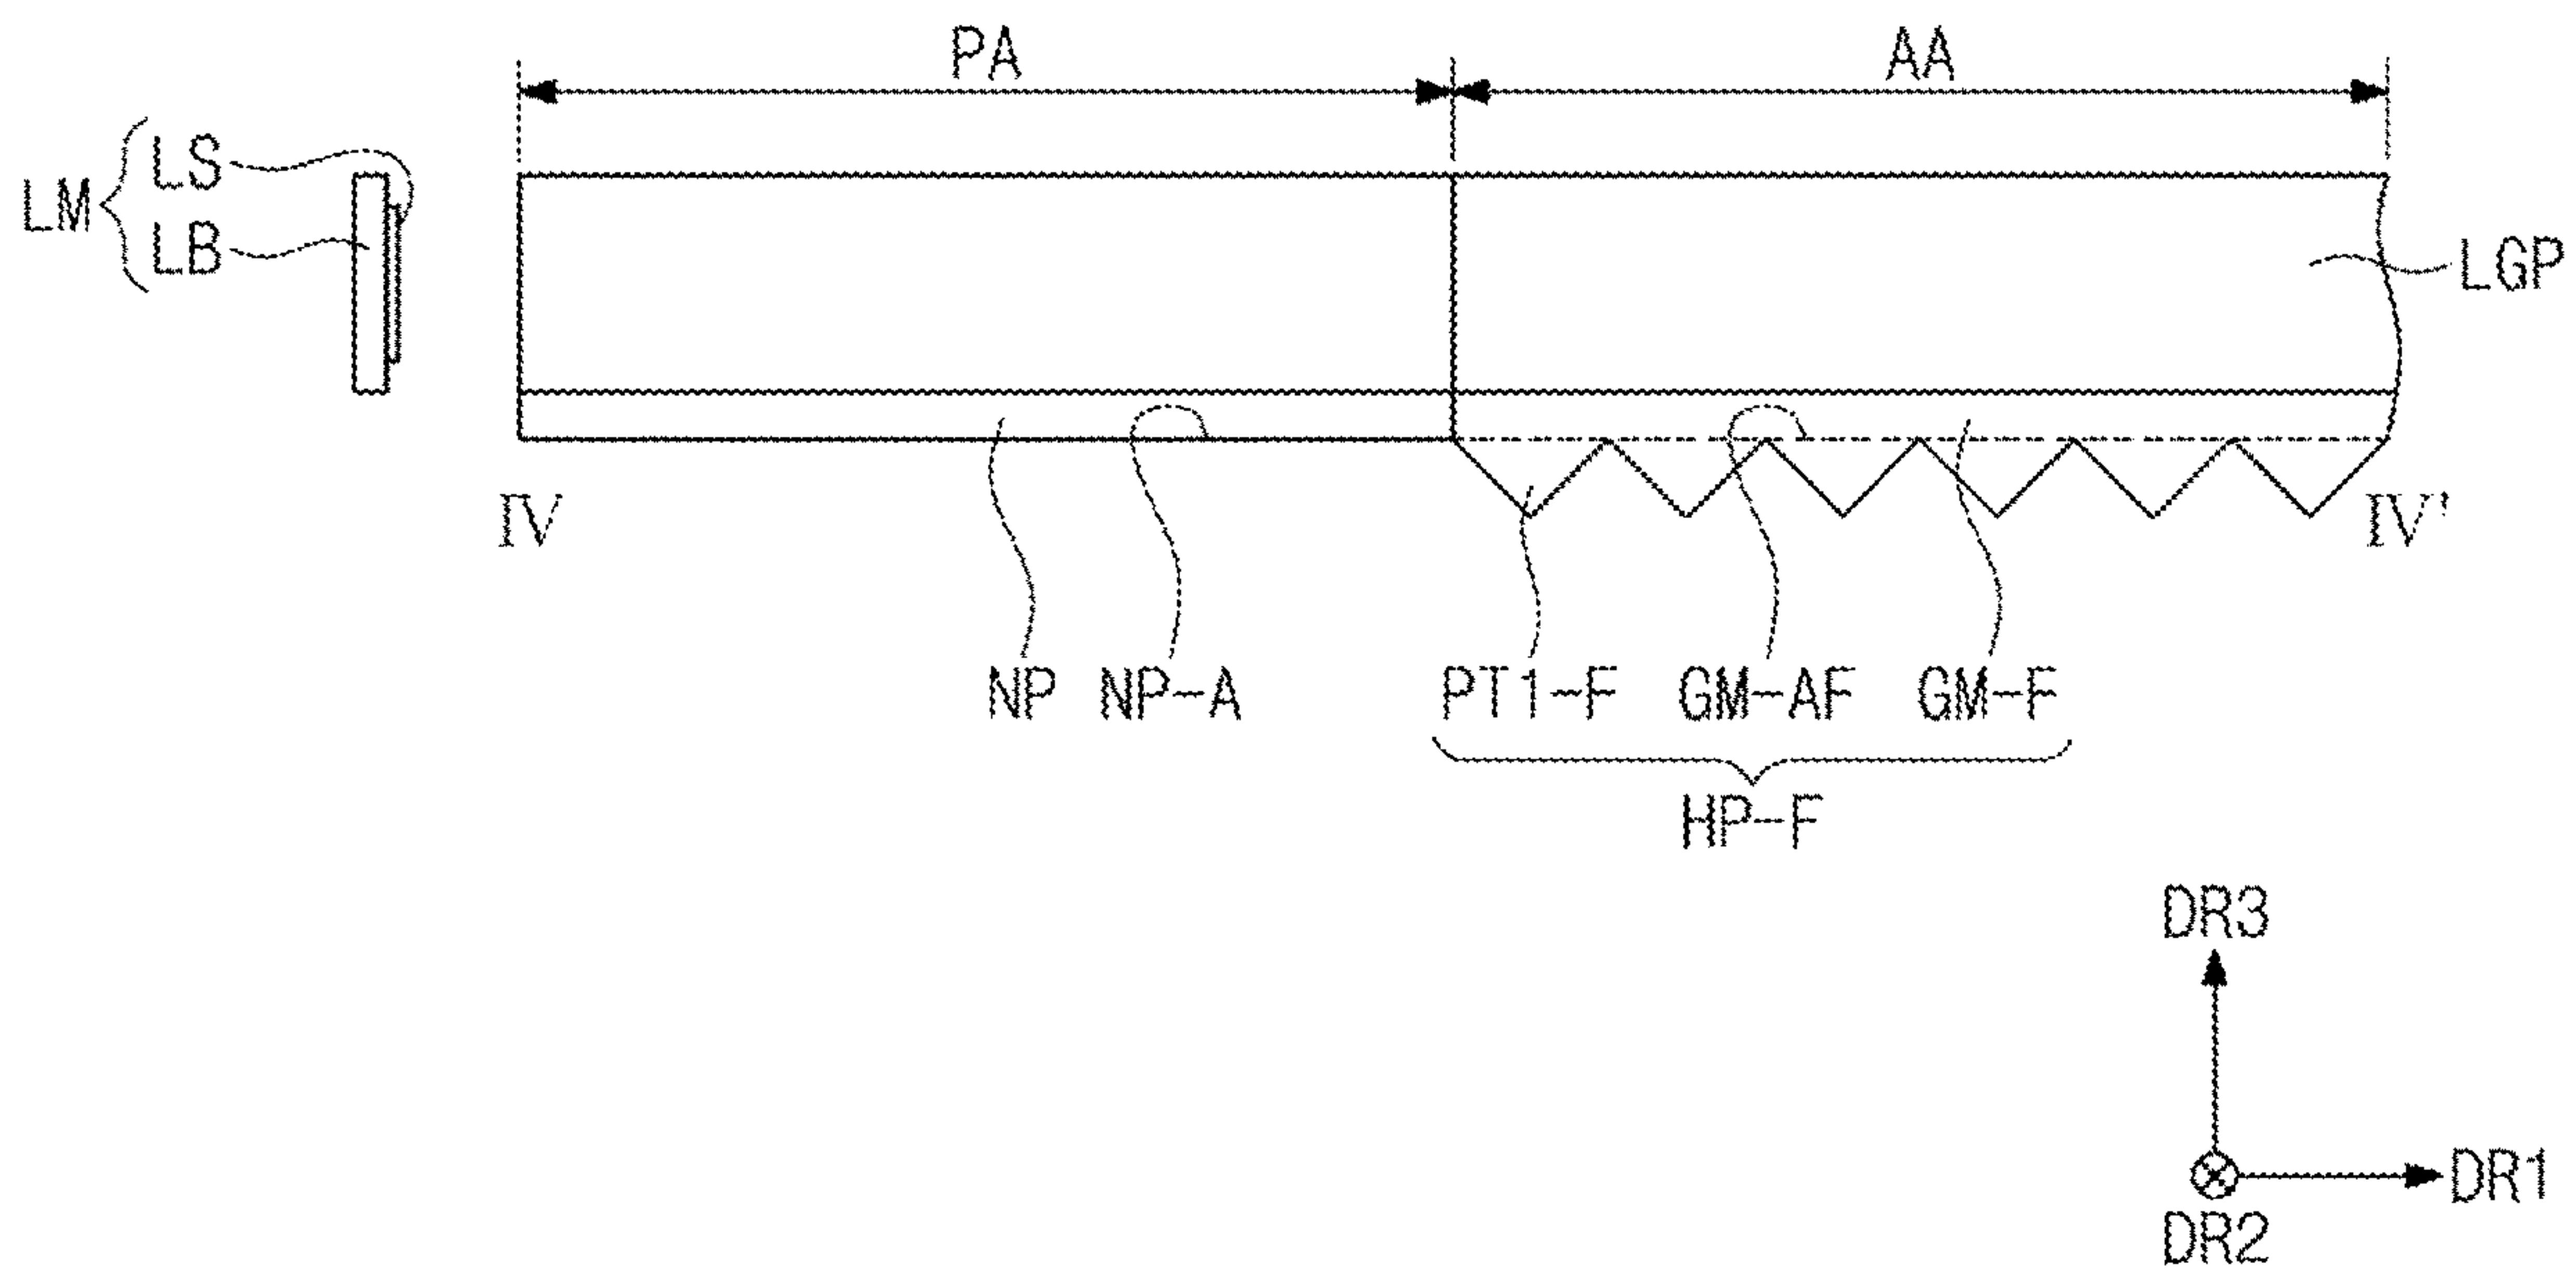 PA AA
LM LS
LB
LGP
IV IV'
NP NP-A PT1-F GM-AF GM-F
HP-F
DR3
DR1
DR2